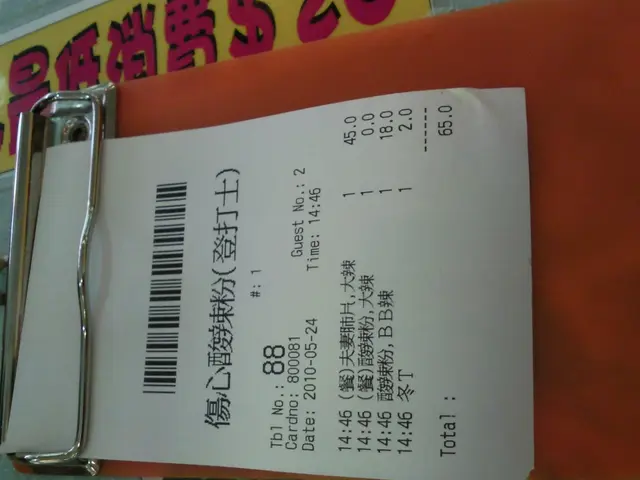 傷心酸辣粉(登打士)
#: 1
Tbl No.: 88
Cardno: 800081 Guest No.: 2
Date: 2010-05-24 Time: 14:46
14:46 (餐)夫妻肺片,大辣 1 45.0
14:46 (餐)酸辣粉,大辣 1 0.0
14:46 酸辣粉,BB辣 1 18.0
14:46 冬T 1 2.0
------
Total: 65.0